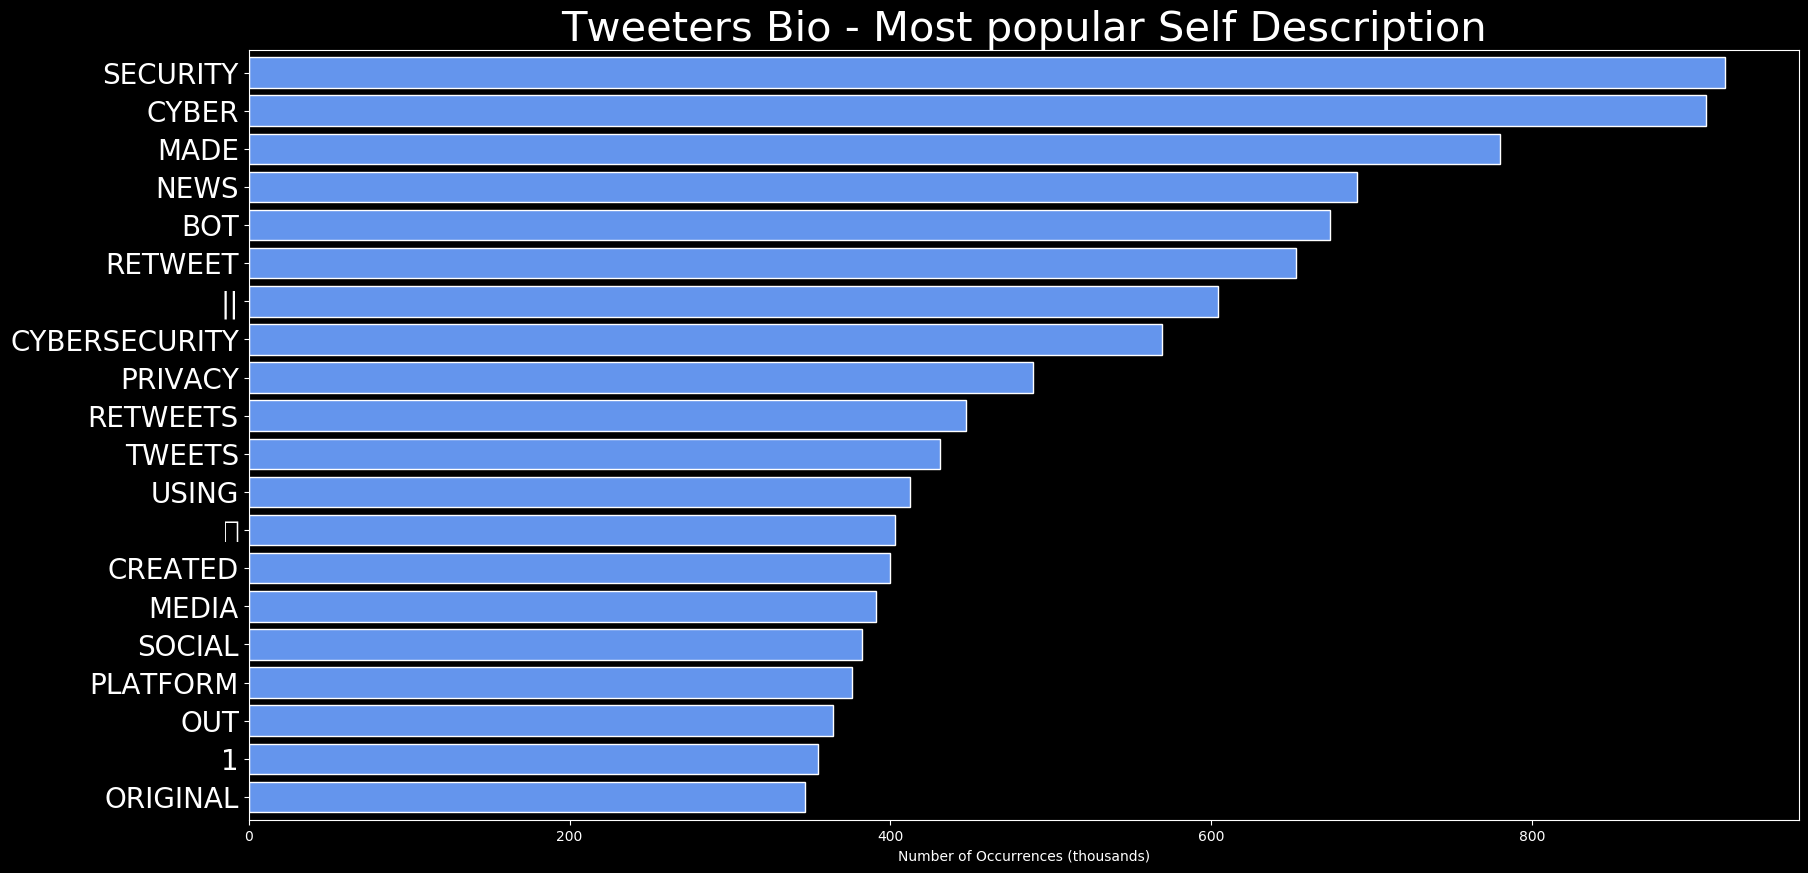 Tweeters Bio - Most popular Self Description
SECURITY
CYBER
MADE
NEWS
BOT
RETWEET
||
CYBERSECURITY
PRIVACY
RETWEETS
TWEETS
USING
CREATED
MEDIA
SOCIAL
PLATFORM
OUT
1
ORIGINAL
0 200 400 600 800
Number of Occurrences (thousands)